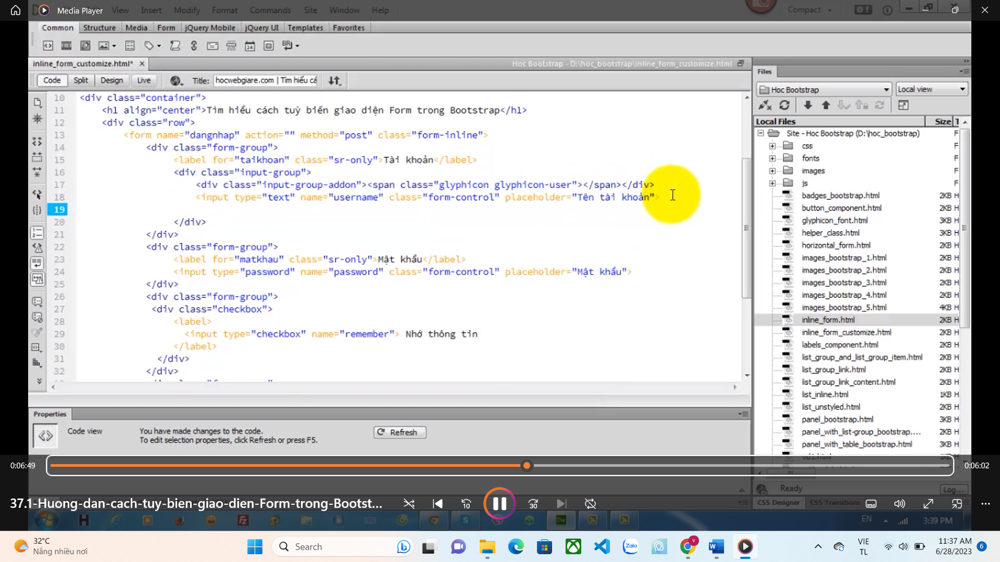 Media Player
View Insert Modify Format Commands Site Window Help
Compact
Common Structure Media Form jQuery Mobile jQuery UI Templates Favorites
inline_form_customize.html*
Hoc Bootstrap - D:\hoc_bootstrap\inline_form_customize.html
Code Split Design Live Title: hocwebgiare.com | Tìm hiểu cá
10 <div class="container">
11 <h1 align="center">Tìm hiểu cách tuỳ biến giao diện Form trong Bootstrap</h1>
12 <div class="row">
13 <form name="dangnhap" action="" method="post" class="form-inline">
14 <div class="form-group">
15 <label for="taikhoan" class="sr-only">Tài khoản</label>
16 <div class="input-group">
17 <div class="input-group-addon"><span class="glyphicon glyphicon-user"></span></div>
18 <input type="text" name="username" class="form-control" placeholder="Tên tài khoản">
19
20 </div>
21 </div>
22 <div class="form-group">
23 <label for="matkhau" class="sr-only">Mật khẩu</label>
24 <input type="password" name="password" class="form-control" placeholder="Mật khẩu">
25 </div>
26 <div class="form-group">
27 <div class="checkbox">
28 <label>
29 <input type="checkbox" name="remember"> Nhớ thông tin
30 </label>
31 </div>
32 </div>
Files
Hoc Bootstrap Local view
Local Files Size T
Site - Hoc Bootstrap (D:\hoc_bootstrap) F
css F
fonts F
images F
js F
badges_bootstrap.html 2KB H
button_component.html 2KB H
glyphicon_font.html 3KB H
helper_class.html 3KB H
horizontal_form.html 2KB H
images_bootstrap_1.html 2KB H
images_bootstrap_2.html 2KB H
images_bootstrap_3.html 2KB H
images_bootstrap_4.html 2KB H
images_bootstrap_5.html 4KB H
inline_form.html 2KB H
inline_form_customize.html 2KB H
labels_component.html 2KB H
list_group_and_list_group_item.html 2KB H
list_group_link.html 2KB H
list_group_link_content.html 2KB H
list_inline.html 1KB H
list_unstyled.html 2KB H
panel_bootstrap.html 3KB H
panel_with_list-group_bootstrap.... 2KB H
panel_with_table_bootstrap.html 3KB H
Properties
Code view
You have made changes to the code.
To edit selection properties, click Refresh or press F5.
Refresh
0:06:49
0:06:02
Ready Log...
CSS Designer CSS Transitions
37.1-Huong-dan-cach-tuy-bien-giao-dien-Form-trong-Bootst...
10
30
EN 3:39 PM
32°C
Nắng nhiều nơi
Search
Zalo
VIE
TL
11:37 AM
6/28/2023
6